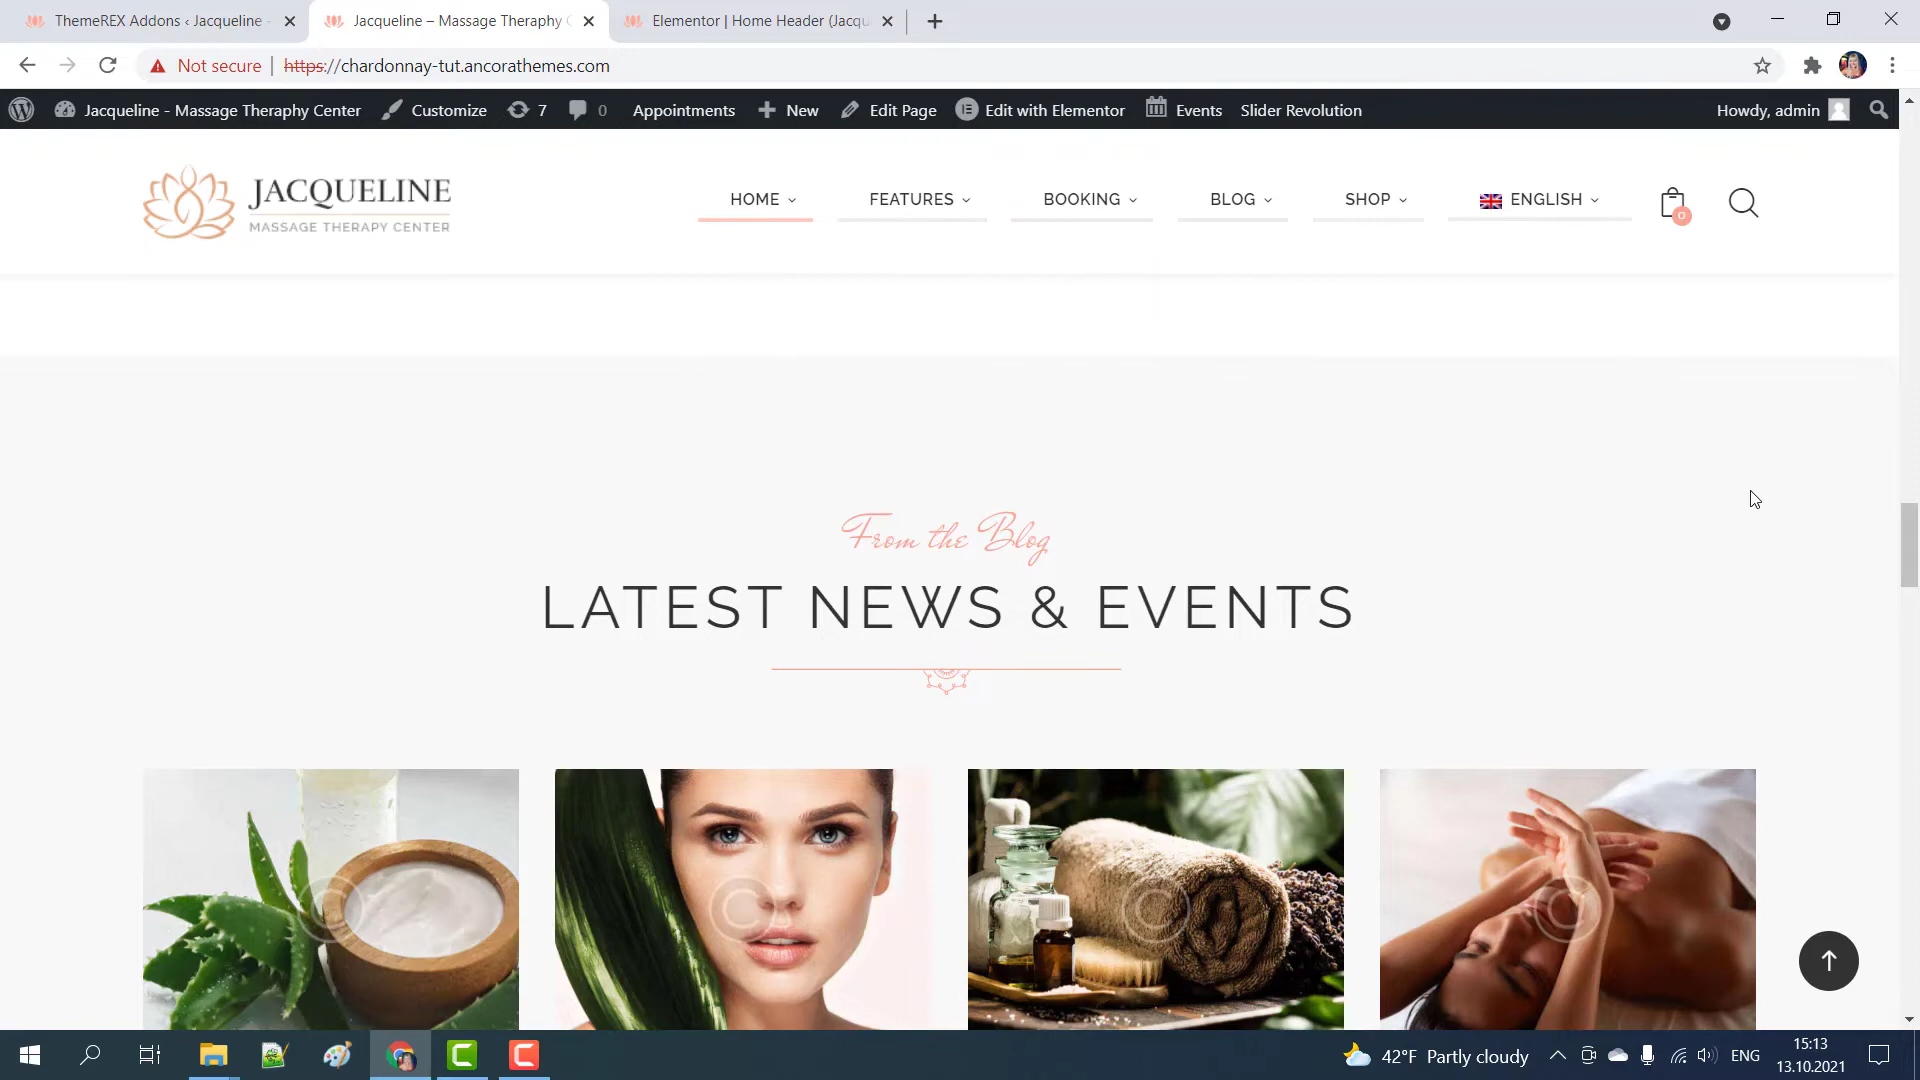 ThemeREX Addons ‹ Jacqueline -
Jacqueline – Massage Theraphy C
Elementor | Home Header (Jacqu
Not secure | https://chardonnay-tut.ancorathemes.com
Jacqueline - Massage Theraphy Center Customize 7 0 Appointments New Edit Page Edit with Elementor Events Slider Revolution Howdy, admin
JACQUELINE
MASSAGE THERAPY CENTER
HOME FEATURES BOOKING BLOG SHOP ENGLISH 0
From the Blog
LATEST NEWS & EVENTS
42°F Partly cloudy ENG
15:13
13.10.2021